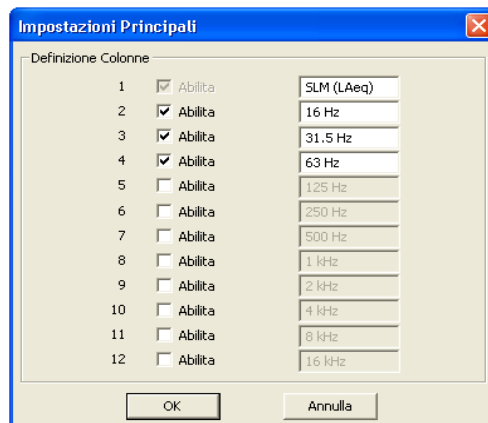 Impostazioni Principali
Definizione Colonne
1 Abilita SLM (LAeq)
2 Abilita 16 Hz
3 Abilita 31.5 Hz
4 Abilita 63 Hz
5 Abilita 125 Hz
6 Abilita 250 Hz
7 Abilita 500 Hz
8 Abilita 1 kHz
9 Abilita 2 kHz
10 Abilita 4 kHz
11 Abilita 8 kHz
12 Abilita 16 kHz
OK Annulla